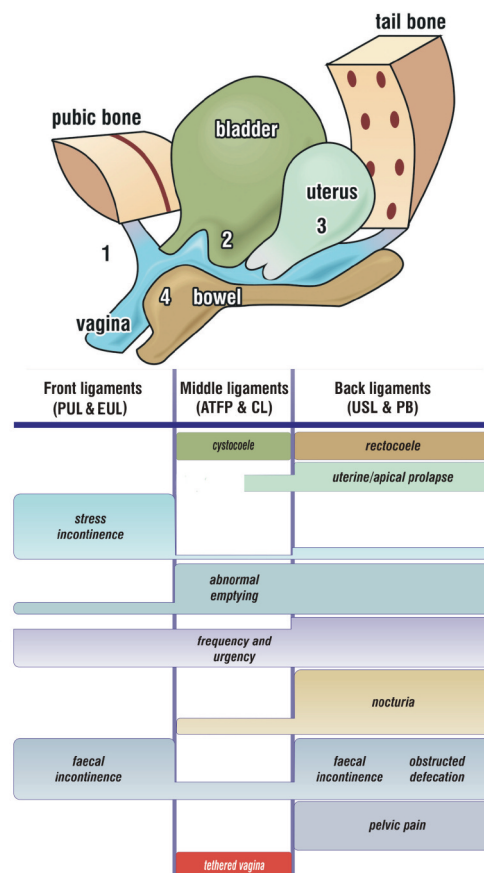 tail bone
pubic bone
bladder
uterus
1
2
3
4
bowel
vagina
Front ligaments
(PUL & EUL)
Middle ligaments
(ATFP & CL)
Back ligaments
(USL & PB)
cystocoele
rectocoele
uterine/apical prolapse
stress
incontinence
abnormal
emptying
frequency and
urgency
nocturia
faecal
incontinence
faecal
incontinence
obstructed
defecation
pelvic pain
tethered vagina